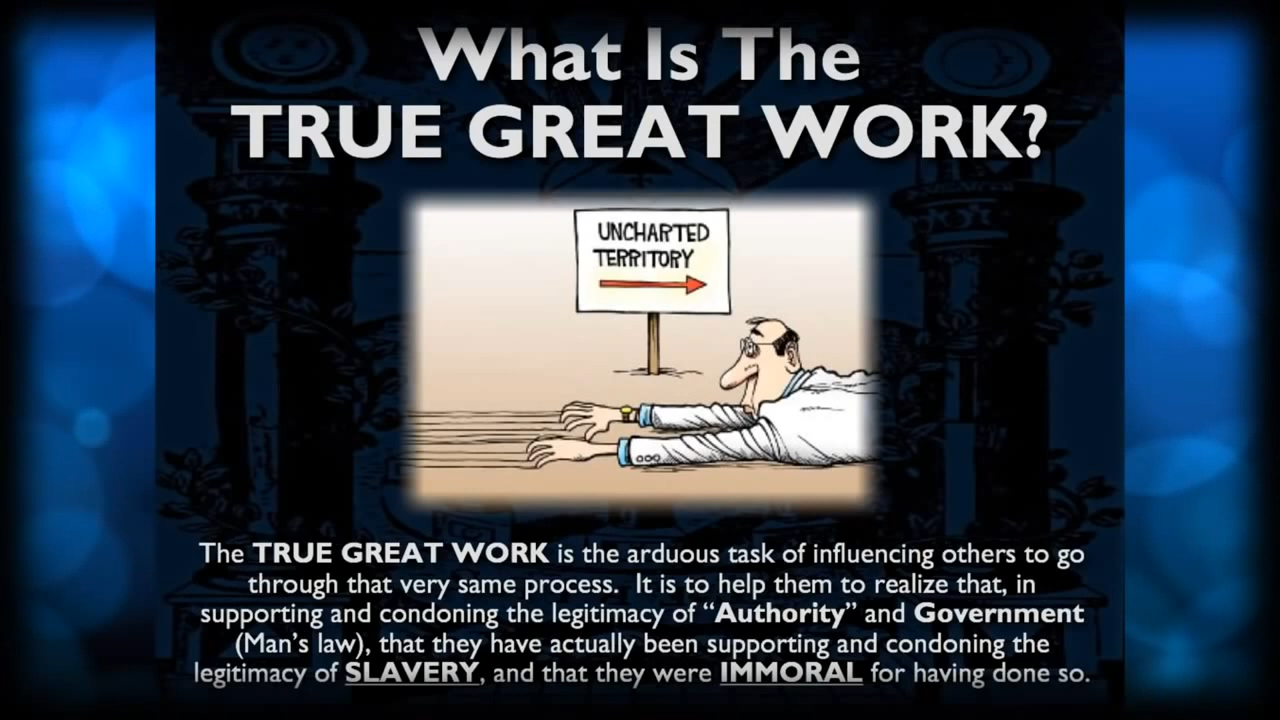 What Is The
TRUE GREAT WORK?
UNCHARTED
TERRITORY
The TRUE GREAT WORK is the arduous task of influencing others to go
through that very same process.  It is to help them to realize that, in
supporting and condoning the legitimacy of “Authority” and Government
(Man’s law), that they have actually been supporting and condoning the
legitimacy of SLAVERY, and that they were IMMORAL for having done so.